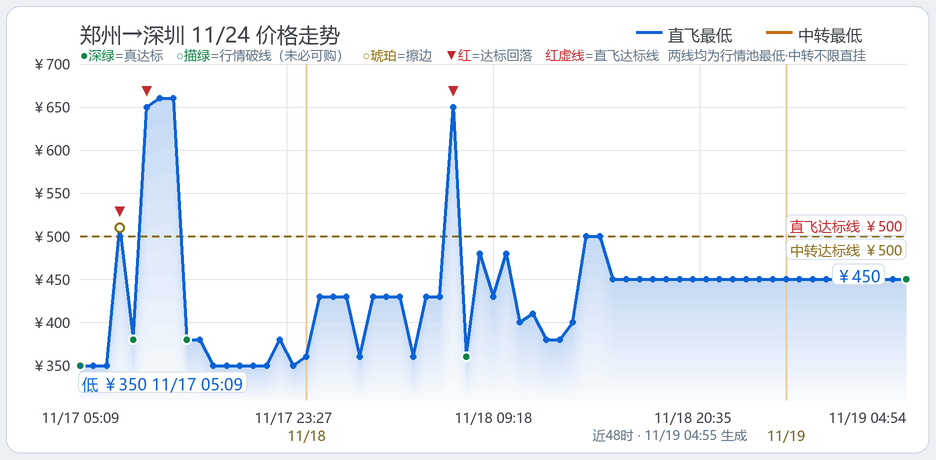 郑州→深圳 11/24 价格走势
直飞最低 中转最低
●深绿=真达标 ○描绿=行情破线（未必可购） ○琥珀=擦边 ▼红=达标回落 红虚线=直飞达标线 两线均为行情池最低·中转不限直挂
¥700
¥650
¥600
¥550
¥500
¥450
¥400
¥350
直飞达标线 ¥500
中转达标线 ¥500
¥450
低 ¥350 11/17 05:09
11/17 05:09 11/17 23:27 11/18 09:18 11/18 20:35 11/19 04:54
11/18 近48时 · 11/19 04:55 生成 11/19